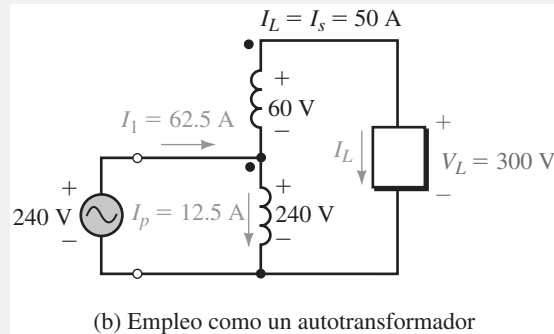 I_L = I_s = 50 A
+
60 V
−
I_1 = 62.5 A
I_L
+
V_L = 300 V
−
+
240 V
−
I_p = 12.5 A
+
240 V
−
(b) Empleo como un autotransformador